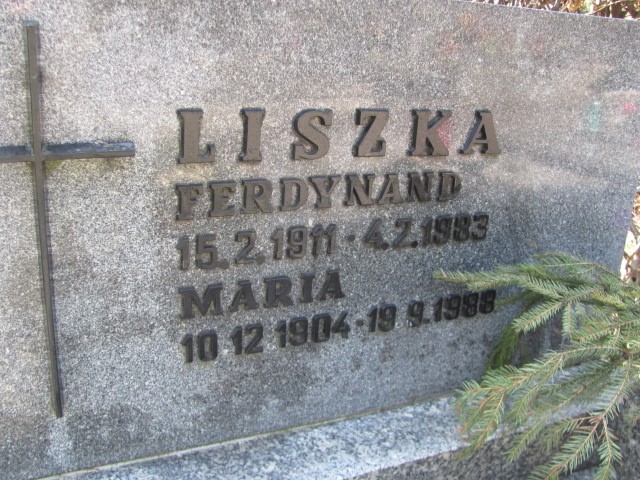 LISZKA
FERDYNAND
15.2.1911 · 4.2.1983
MARIA
10 12 1904 · 19 9.1988